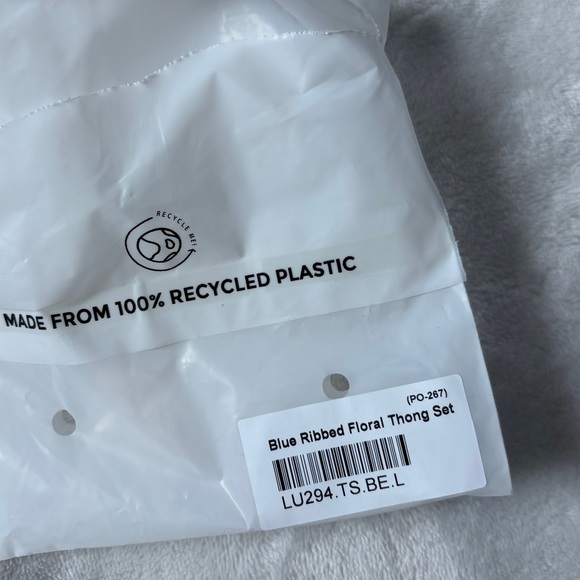 RECYCLE ME!
MADE FROM 100% RECYCLED PLASTIC
(PO-267)
Blue Ribbed Floral Thong Set
LU294.TS.BE.L